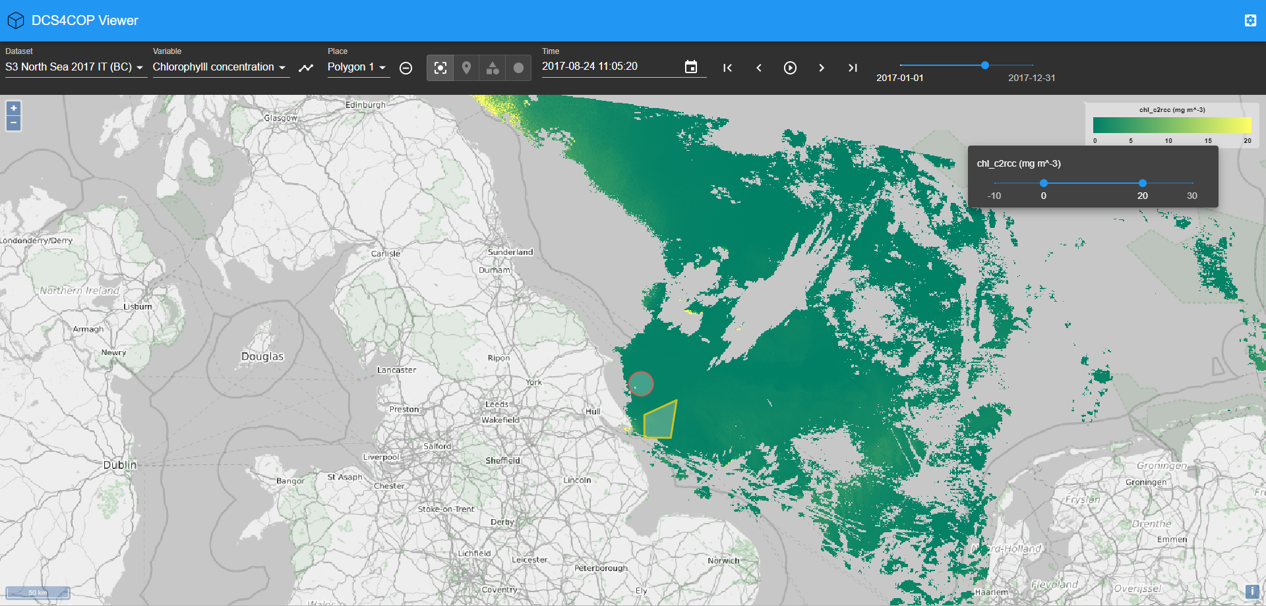 DCS4COP Viewer
Dataset
S3 North Sea 2017 IT (BC)
Variable
Chlorophylll concentration
Place
Polygon 1
Time
2017-08-24 11:05:20
2017-01-01
2017-12-31
+
−
chl_c2rcc (mg m^-3)
0 5 10 15 20
chl_c2rcc (mg m^-3)
-10 0 20 30
Edinburgh
Glasgow
Londonderry/Derry
Carlisle
Sunderland
Durham
Northern Ireland
Lisburn
Armagh
Newry
Douglas
Ripon
Lancaster
York
Preston
Leeds
Hull
Wakefield
Salford
Liverpool
Sheffield
Dublin
Bangor
St Asaph
Chester
Lincoln
Stoke-on-Trent
Derby
Lichfield
Leicester
Norwich
Peterborough
Coventry
Ely
Wales
Groningen
Groningen
Fryslân
Drenthe
Emmen
Noord-Holland
Flevoland
Overijssel
Haarlem
50 km
i